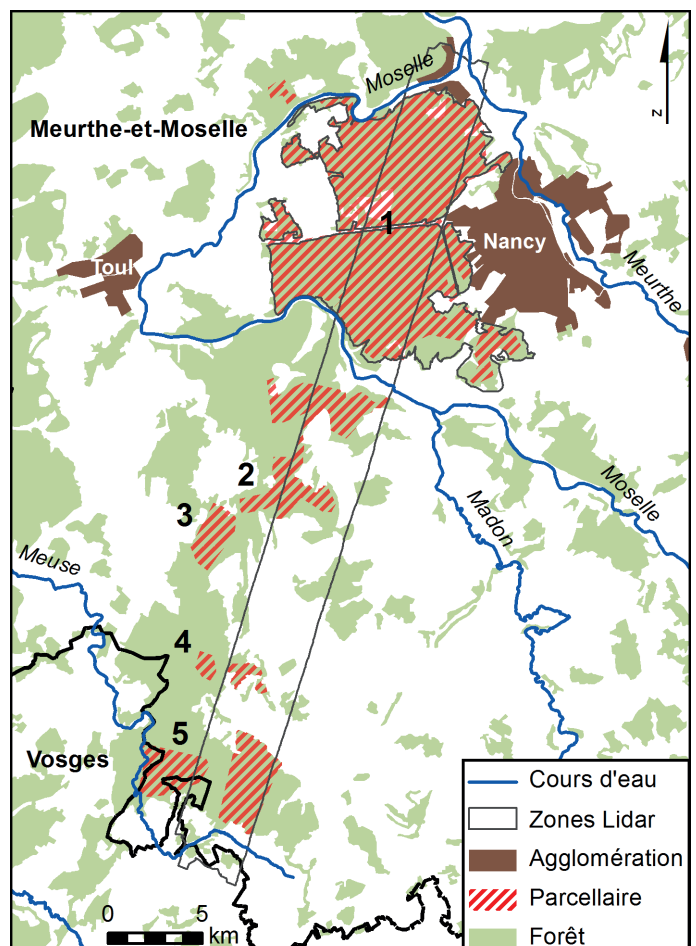 Moselle
z
Meurthe-et-Moselle
1
Nancy
Toul
Meurthe
2
3
Moselle
Madon
Meuse
4
5
Vosges
Cours d'eau
Zones Lidar
Agglomération
Parcellaire
Forêt
0 5
km